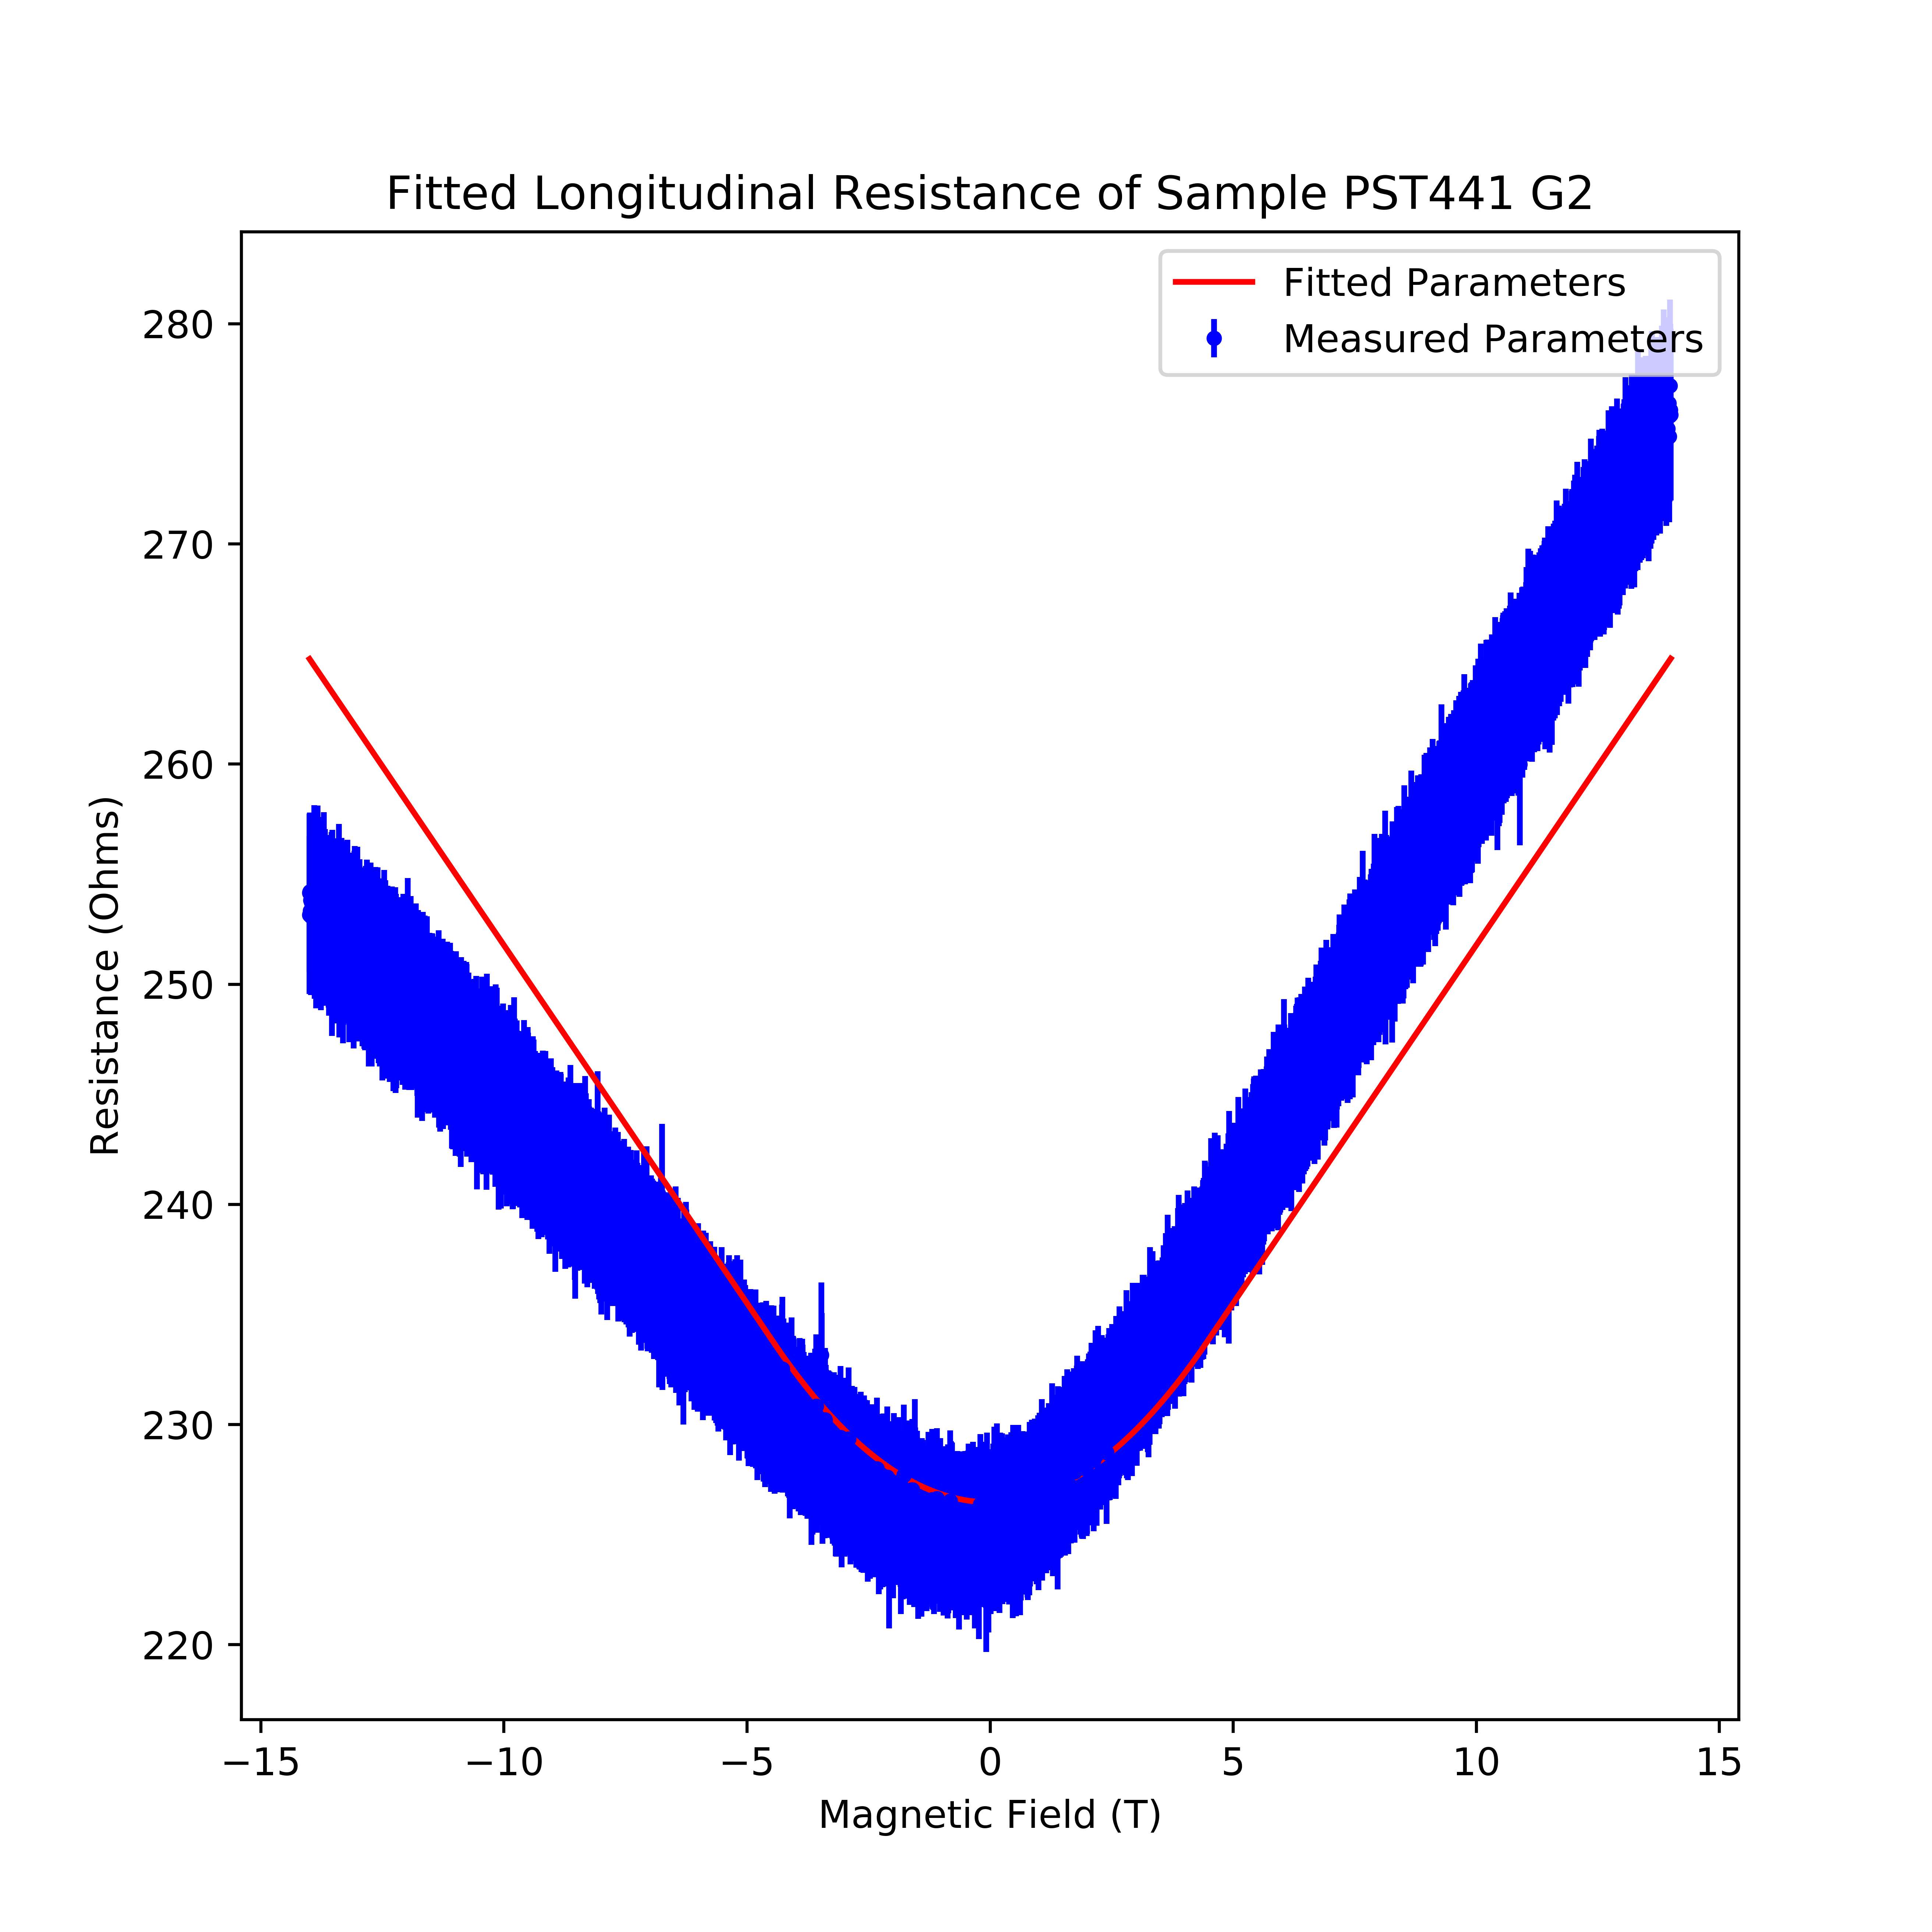 Fitted Longitudinal Resistance of Sample PST441 G2
Fitted Parameters
Measured Parameters
280
270
260
250
240
230
220
Resistance (Ohms)
−15 −10 −5 0 5 10 15
Magnetic Field (T)